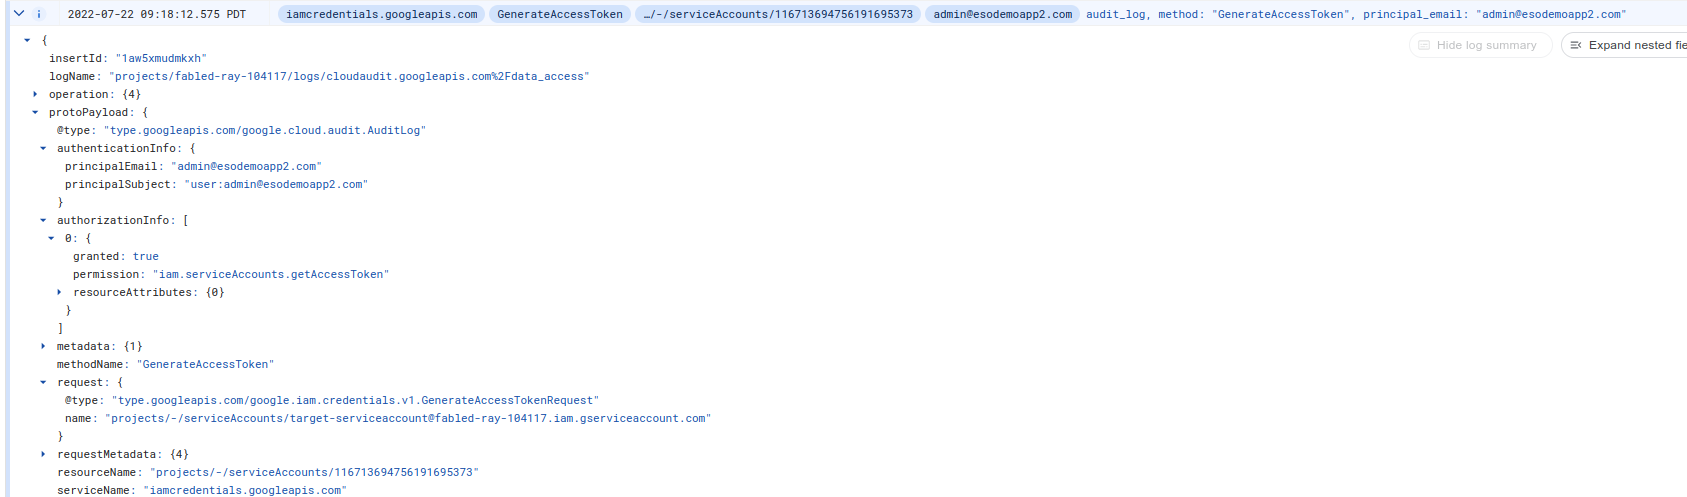 2022-07-22 09:18:12.575 PDT iamcredentials.googleapis.com GenerateAccessToken …/-/serviceAccounts/116713694756191695373 admin@esodemoapp2.com audit_log, method: "GenerateAccessToken", principal_email: "admin@esodemoapp2.com"
{
Hide log summary Expand nested fie
insertId: "1aw5xmudmkxh"
logName: "projects/fabled-ray-104117/logs/cloudaudit.googleapis.com%2Fdata_access"
operation: {4}
protoPayload: {
@type: "type.googleapis.com/google.cloud.audit.AuditLog"
authenticationInfo: {
principalEmail: "admin@esodemoapp2.com"
principalSubject: "user:admin@esodemoapp2.com"
}
authorizationInfo: [
0: {
granted: true
permission: "iam.serviceAccounts.getAccessToken"
resourceAttributes: {0}
}
]
metadata: {1}
methodName: "GenerateAccessToken"
request: {
@type: "type.googleapis.com/google.iam.credentials.v1.GenerateAccessTokenRequest"
name: "projects/-/serviceAccounts/target-serviceaccount@fabled-ray-104117.iam.gserviceaccount.com"
}
requestMetadata: {4}
resourceName: "projects/-/serviceAccounts/116713694756191695373"
serviceName: "iamcredentials.googleapis.com"